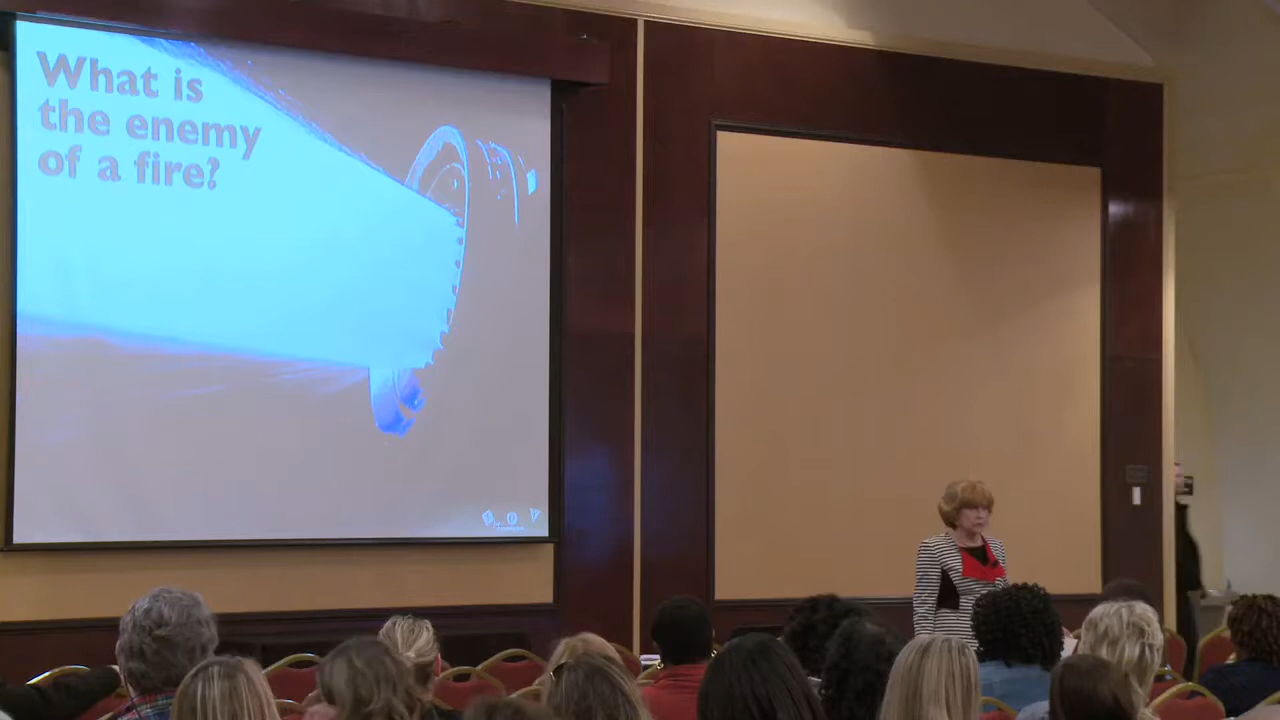 What is
the enemy
of a fire?